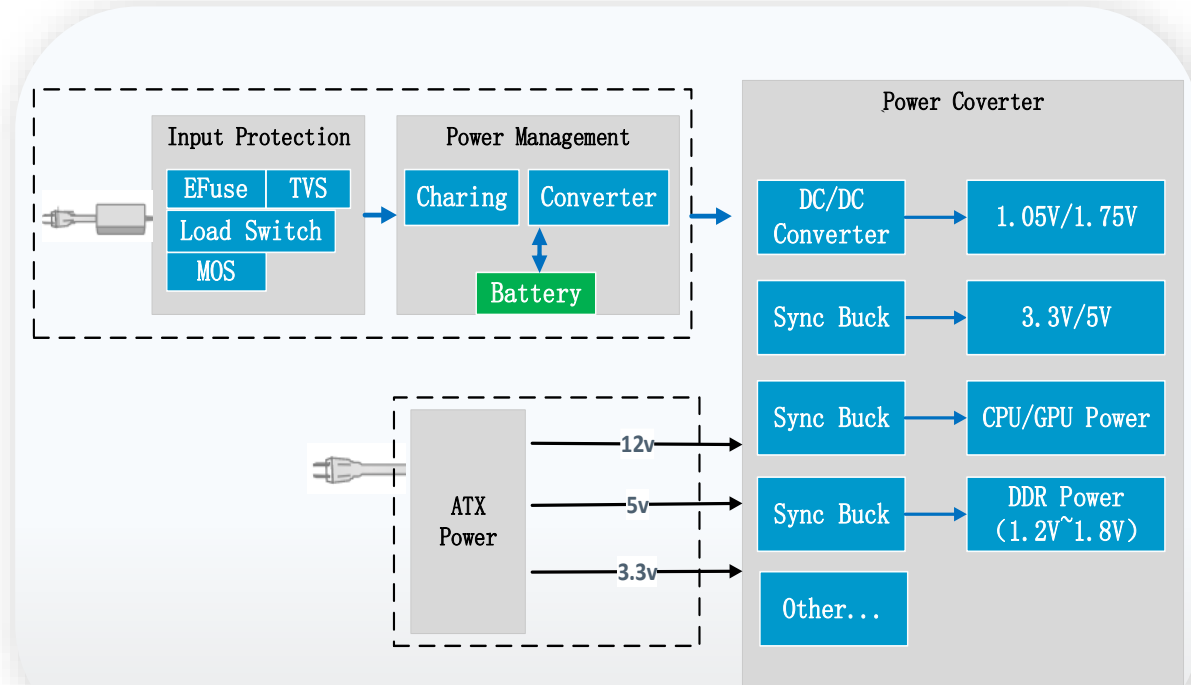 Power Coverter
Input Protection
EFuse
TVS
Load Switch
MOS
Power Management
Charing
Converter
Battery
DC/DC
Converter
1.05V/1.75V
Sync Buck
3.3V/5V
Sync Buck
CPU/GPU Power
Sync Buck
DDR Power
(1.2V~1.8V)
Other...
ATX
Power
12v
5v
3.3v